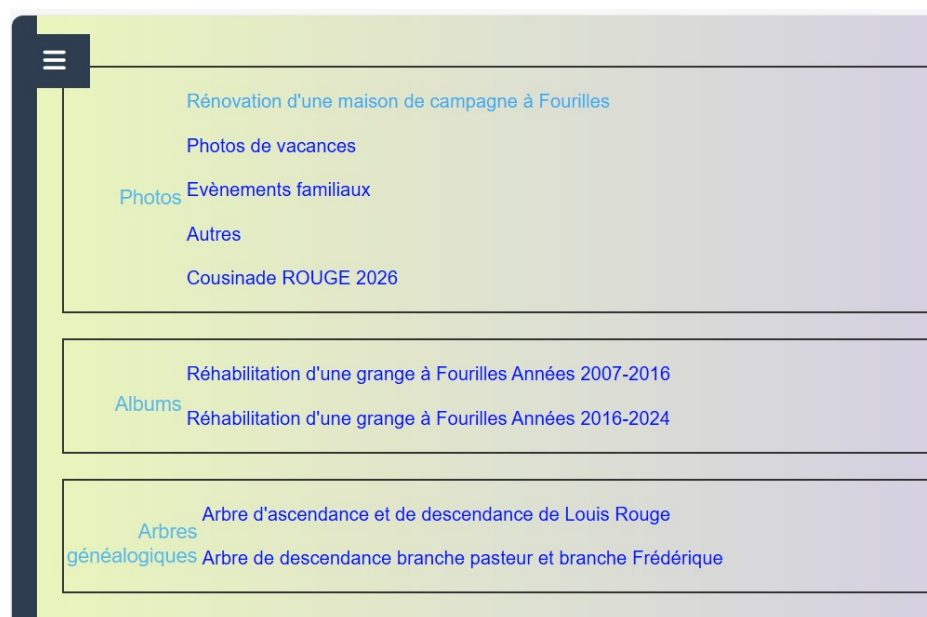 Rénovation d'une maison de campagne à Fourilles
Photos de vacances
Photos
Evènements familiaux
Autres
Cousinade ROUGE 2026
Réhabilitation d'une grange à Fourilles Années 2007-2016
Albums
Réhabilitation d'une grange à Fourilles Années 2016-2024
Arbres
généalogiques
Arbre d'ascendance et de descendance de Louis Rouge
Arbre de descendance branche pasteur et branche Frédérique